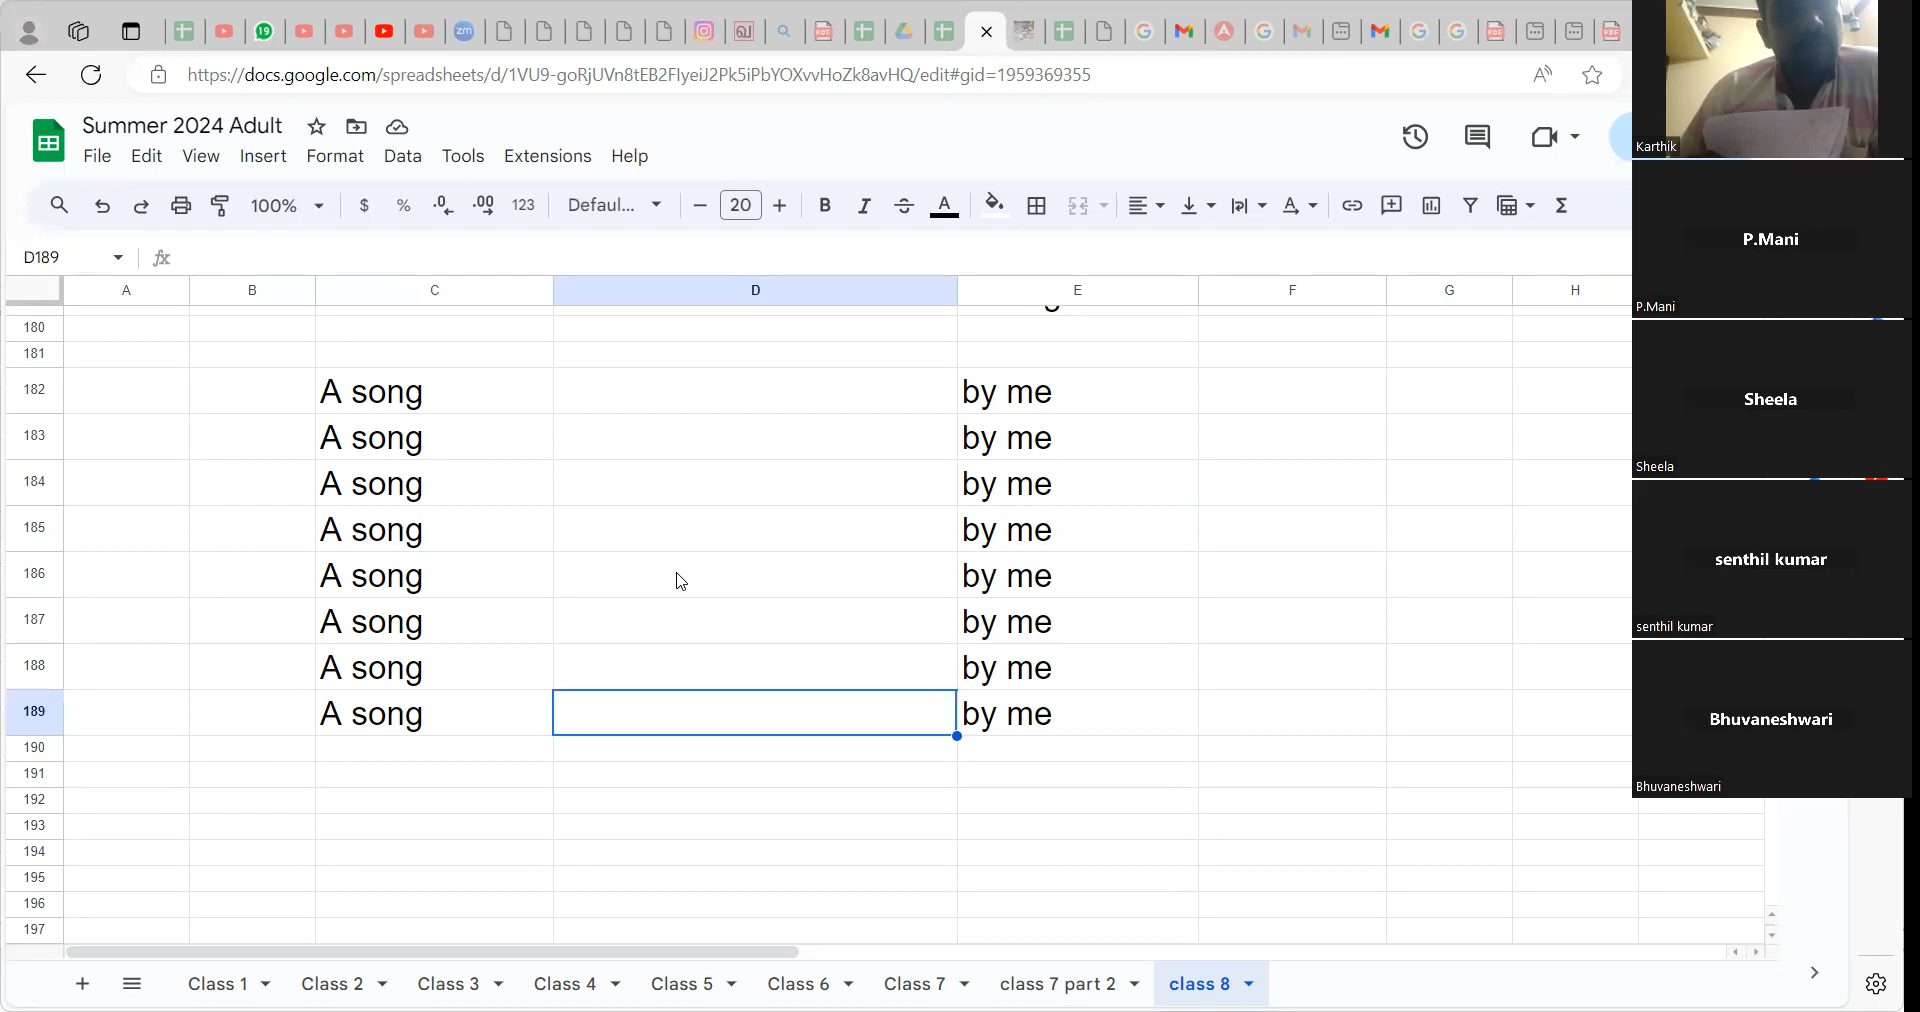 19
zm
https://docs.google.com/spreadsheets/d/1VU9-goRjUVn8tEB2FIyeiJ2Pk5iPbYOXvvHoZk8avHQ/edit#gid=1959369355
Summer 2024 Adult
File Edit View Insert Format Data Tools Extensions Help
100% $ % .0 .00 123 Defaul... 20 B I A
D189 fx
A B C D E F G H
180
181
182 A song by me
183 A song by me
184 A song by me
185 A song by me
186 A song by me
187 A song by me
188 A song by me
189 A song by me
190
191
192
193
194
195
196
197
Class 1 Class 2 Class 3 Class 4 Class 5 Class 6 Class 7 class 7 part 2 class 8
Karthik
P.Mani
P.Mani
Sheela
Sheela
senthil kumar
senthil kumar
Bhuvaneshwari
Bhuvaneshwari